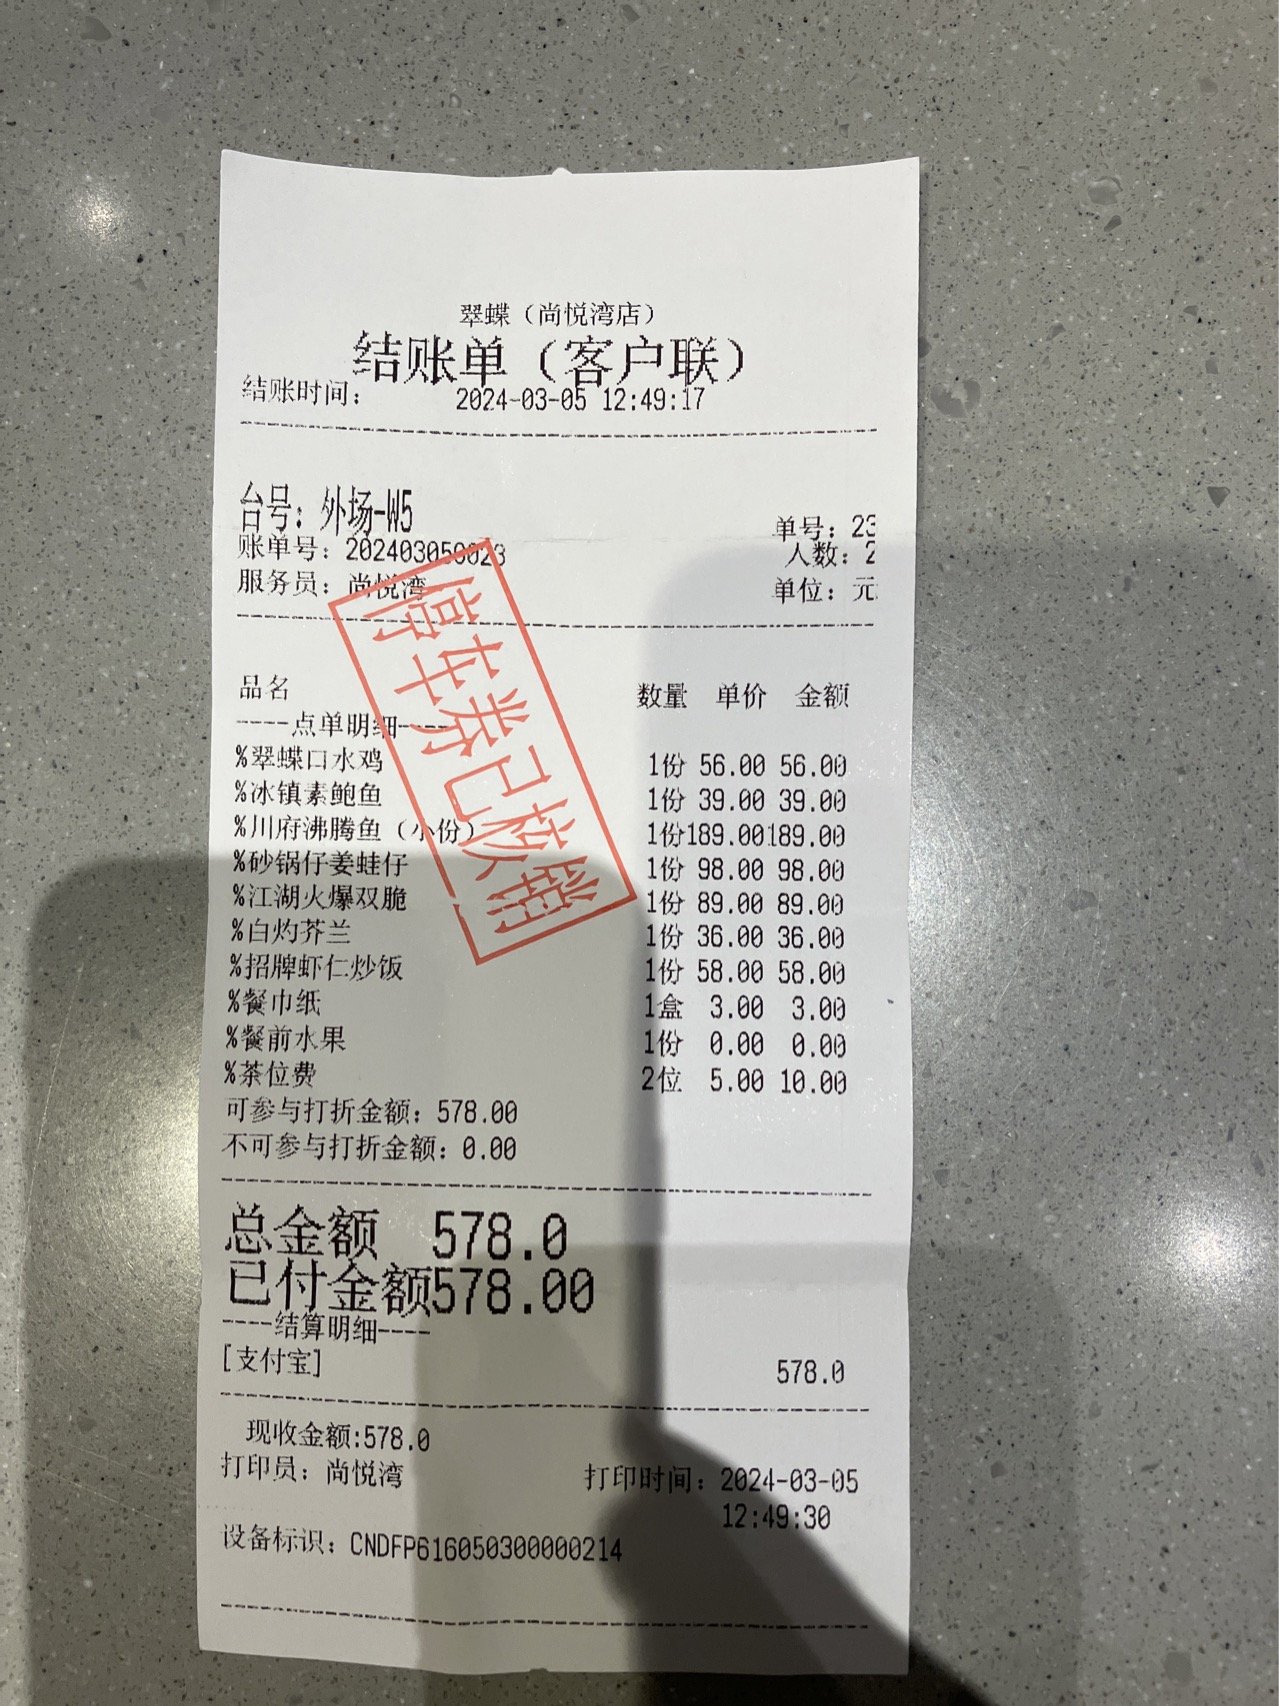 翠蝶（尚悦湾店）
结账单（客户联）
结账时间： 2024-03-05 12:49:17
台号：外场-W5
单号：23
账单号：202403050023
人数：2
服务员：尚悦湾
单位：元
停车券已核销
品名 数量 单价 金额
----点单明细----
%翠蝶口水鸡 1份 56.00 56.00
%冰镇素鲍鱼 1份 39.00 39.00
%川府沸腾鱼（小份） 1份189.00189.00
%砂锅仔姜蛙仔 1份 98.00 98.00
%江湖火爆双脆 1份 89.00 89.00
%白灼芥兰 1份 36.00 36.00
%招牌虾仁炒饭 1份 58.00 58.00
%餐巾纸 1盒 3.00 3.00
%餐前水果 1份 0.00 0.00
%茶位费 2位 5.00 10.00
可参与打折金额：578.00
不可参与打折金额：0.00
总金额 578.0
已付金额578.00
----结算明细----
[支付宝] 578.0
现收金额:578.0
打印员：尚悦湾 打印时间：2024-03-05
12:49:30
设备标识：CNDFP616050300000214